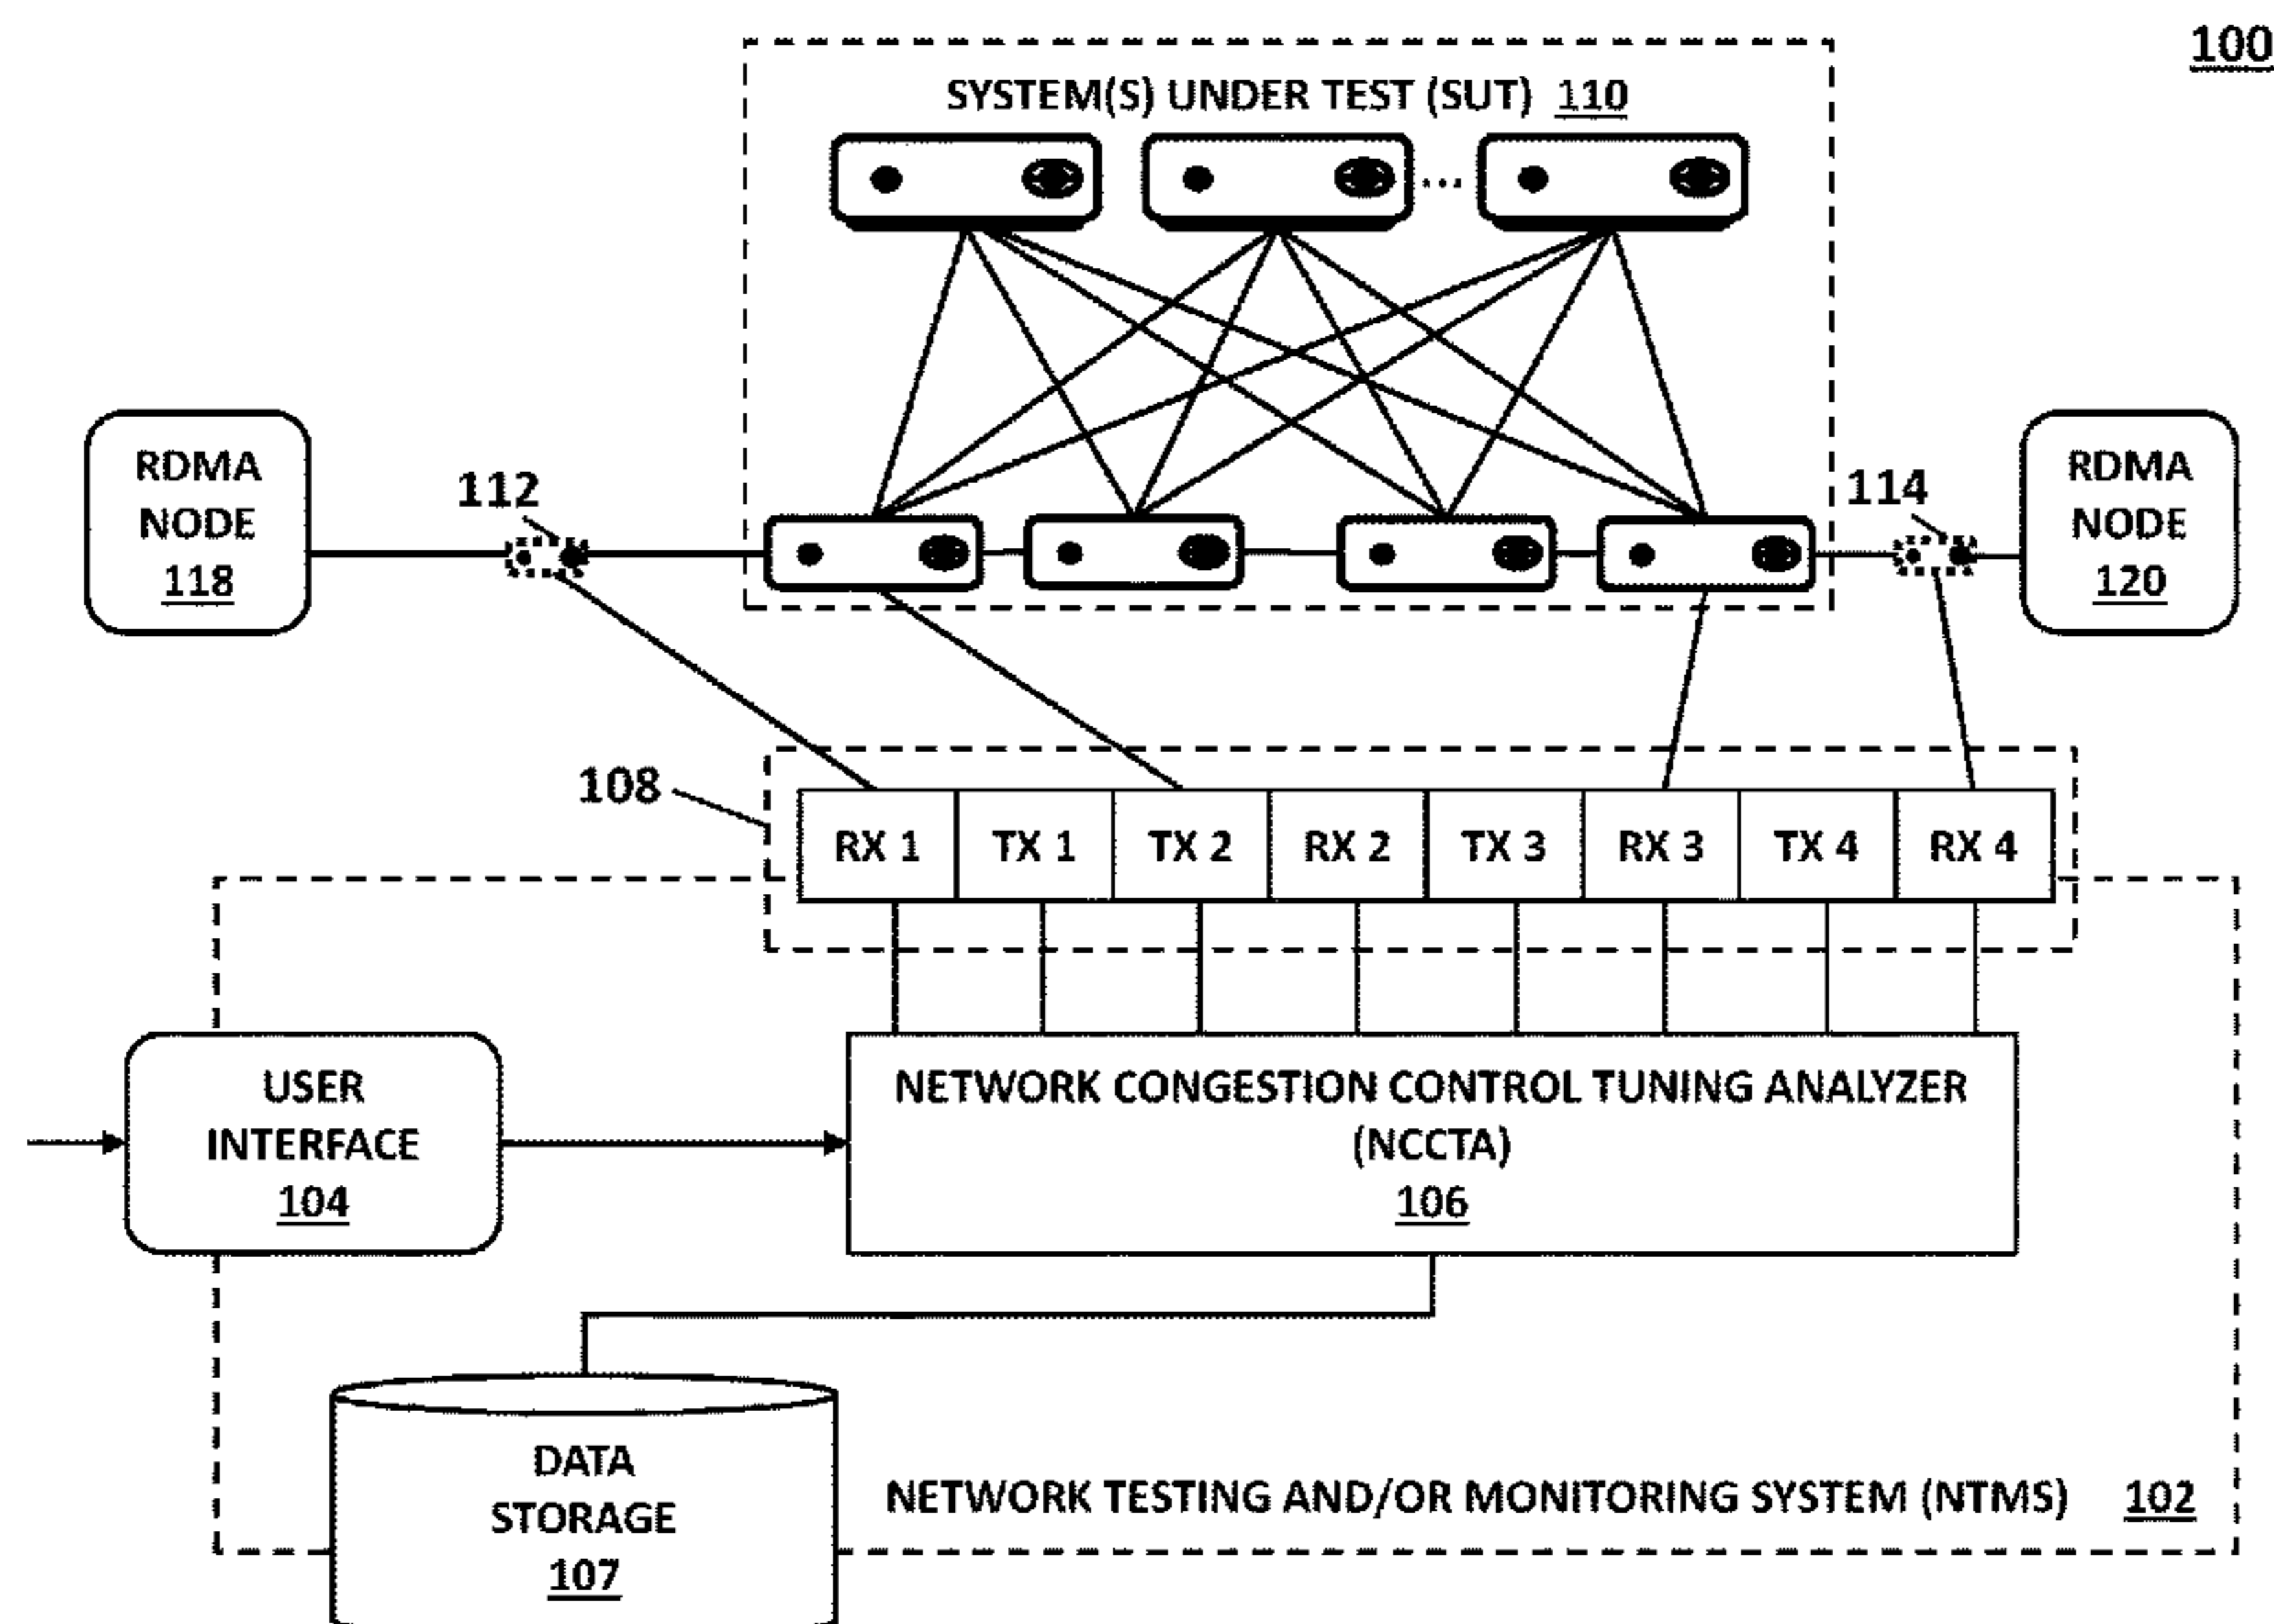 100
SYSTEM(S) UNDER TEST (SUT) 110
...
RDMA
NODE
118
112
114
RDMA
NODE
120
108
RX 1 TX 1 TX 2 RX 2 TX 3 RX 3 TX 4 RX 4
USER
INTERFACE
104
NETWORK CONGESTION CONTROL TUNING ANALYZER
(NCCTA)
106
DATA
STORAGE
107
NETWORK TESTING AND/OR MONITORING SYSTEM (NTMS) 102